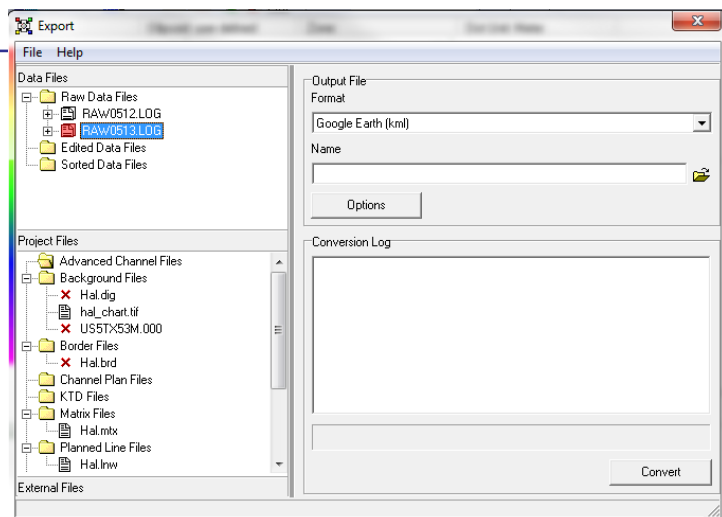 Export
File Help
Data Files
Raw Data Files
RAW0512.LOG
RAW0513.LOG
Edited Data Files
Sorted Data Files
Project Files
Advanced Channel Files
Background Files
Hal.dig
hal_chart.tif
US5TX53M.000
Border Files
Hal.brd
Channel Plan Files
KTD Files
Matrix Files
Hal.mtx
Planned Line Files
Hal.lnw
External Files
Output File
Format
Google Earth (kml)
Name
Options
Conversion Log
Convert